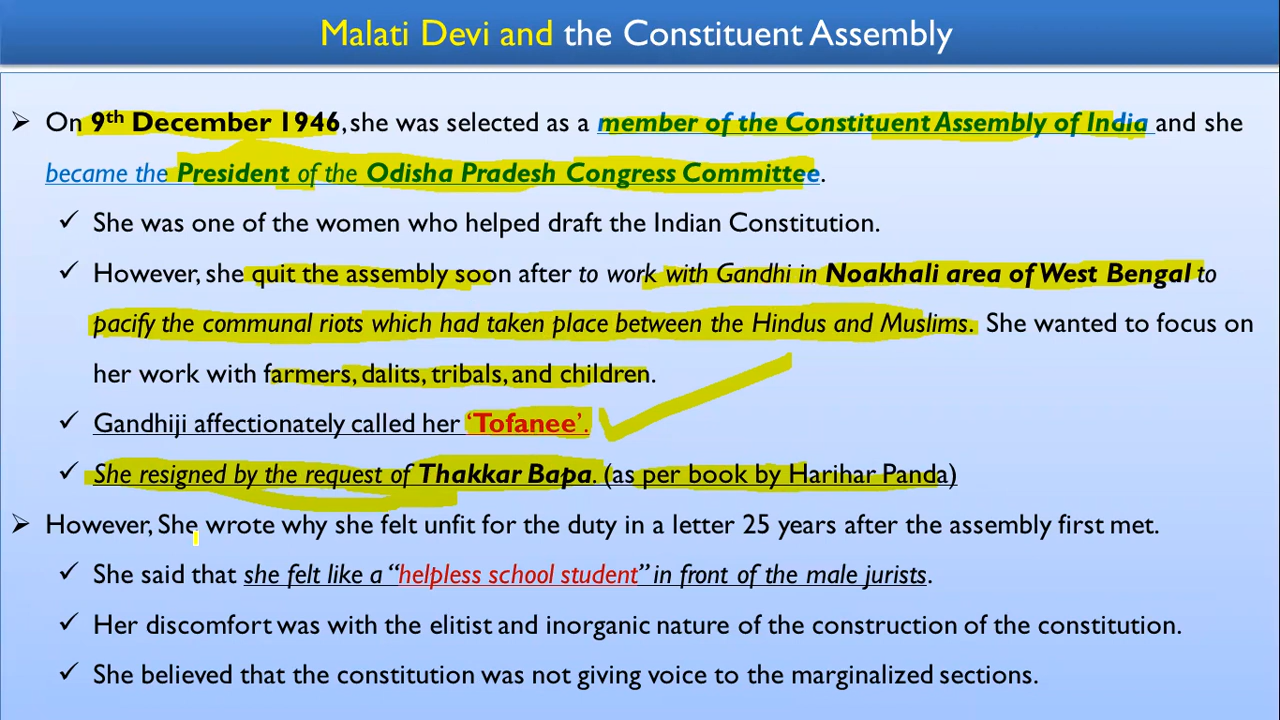 Malati Devi and the Constituent Assembly
➢ On 9th December 1946, she was selected as a member of the Constituent Assembly of India and she
became the President of the Odisha Pradesh Congress Committee.
✓ She was one of the women who helped draft the Indian Constitution.
✓ However, she quit the assembly soon after to work with Gandhi in Noakhali area of West Bengal to
pacify the communal riots which had taken place between the Hindus and Muslims. She wanted to focus on
her work with farmers, dalits, tribals, and children.
✓ Gandhiji affectionately called her ‘Tofanee’.
✓ She resigned by the request of Thakkar Bapa. (as per book by Harihar Panda)
➢ However, She wrote why she felt unfit for the duty in a letter 25 years after the assembly first met.
✓ She said that she felt like a “helpless school student” in front of the male jurists.
✓ Her discomfort was with the elitist and inorganic nature of the construction of the constitution.
✓ She believed that the constitution was not giving voice to the marginalized sections.